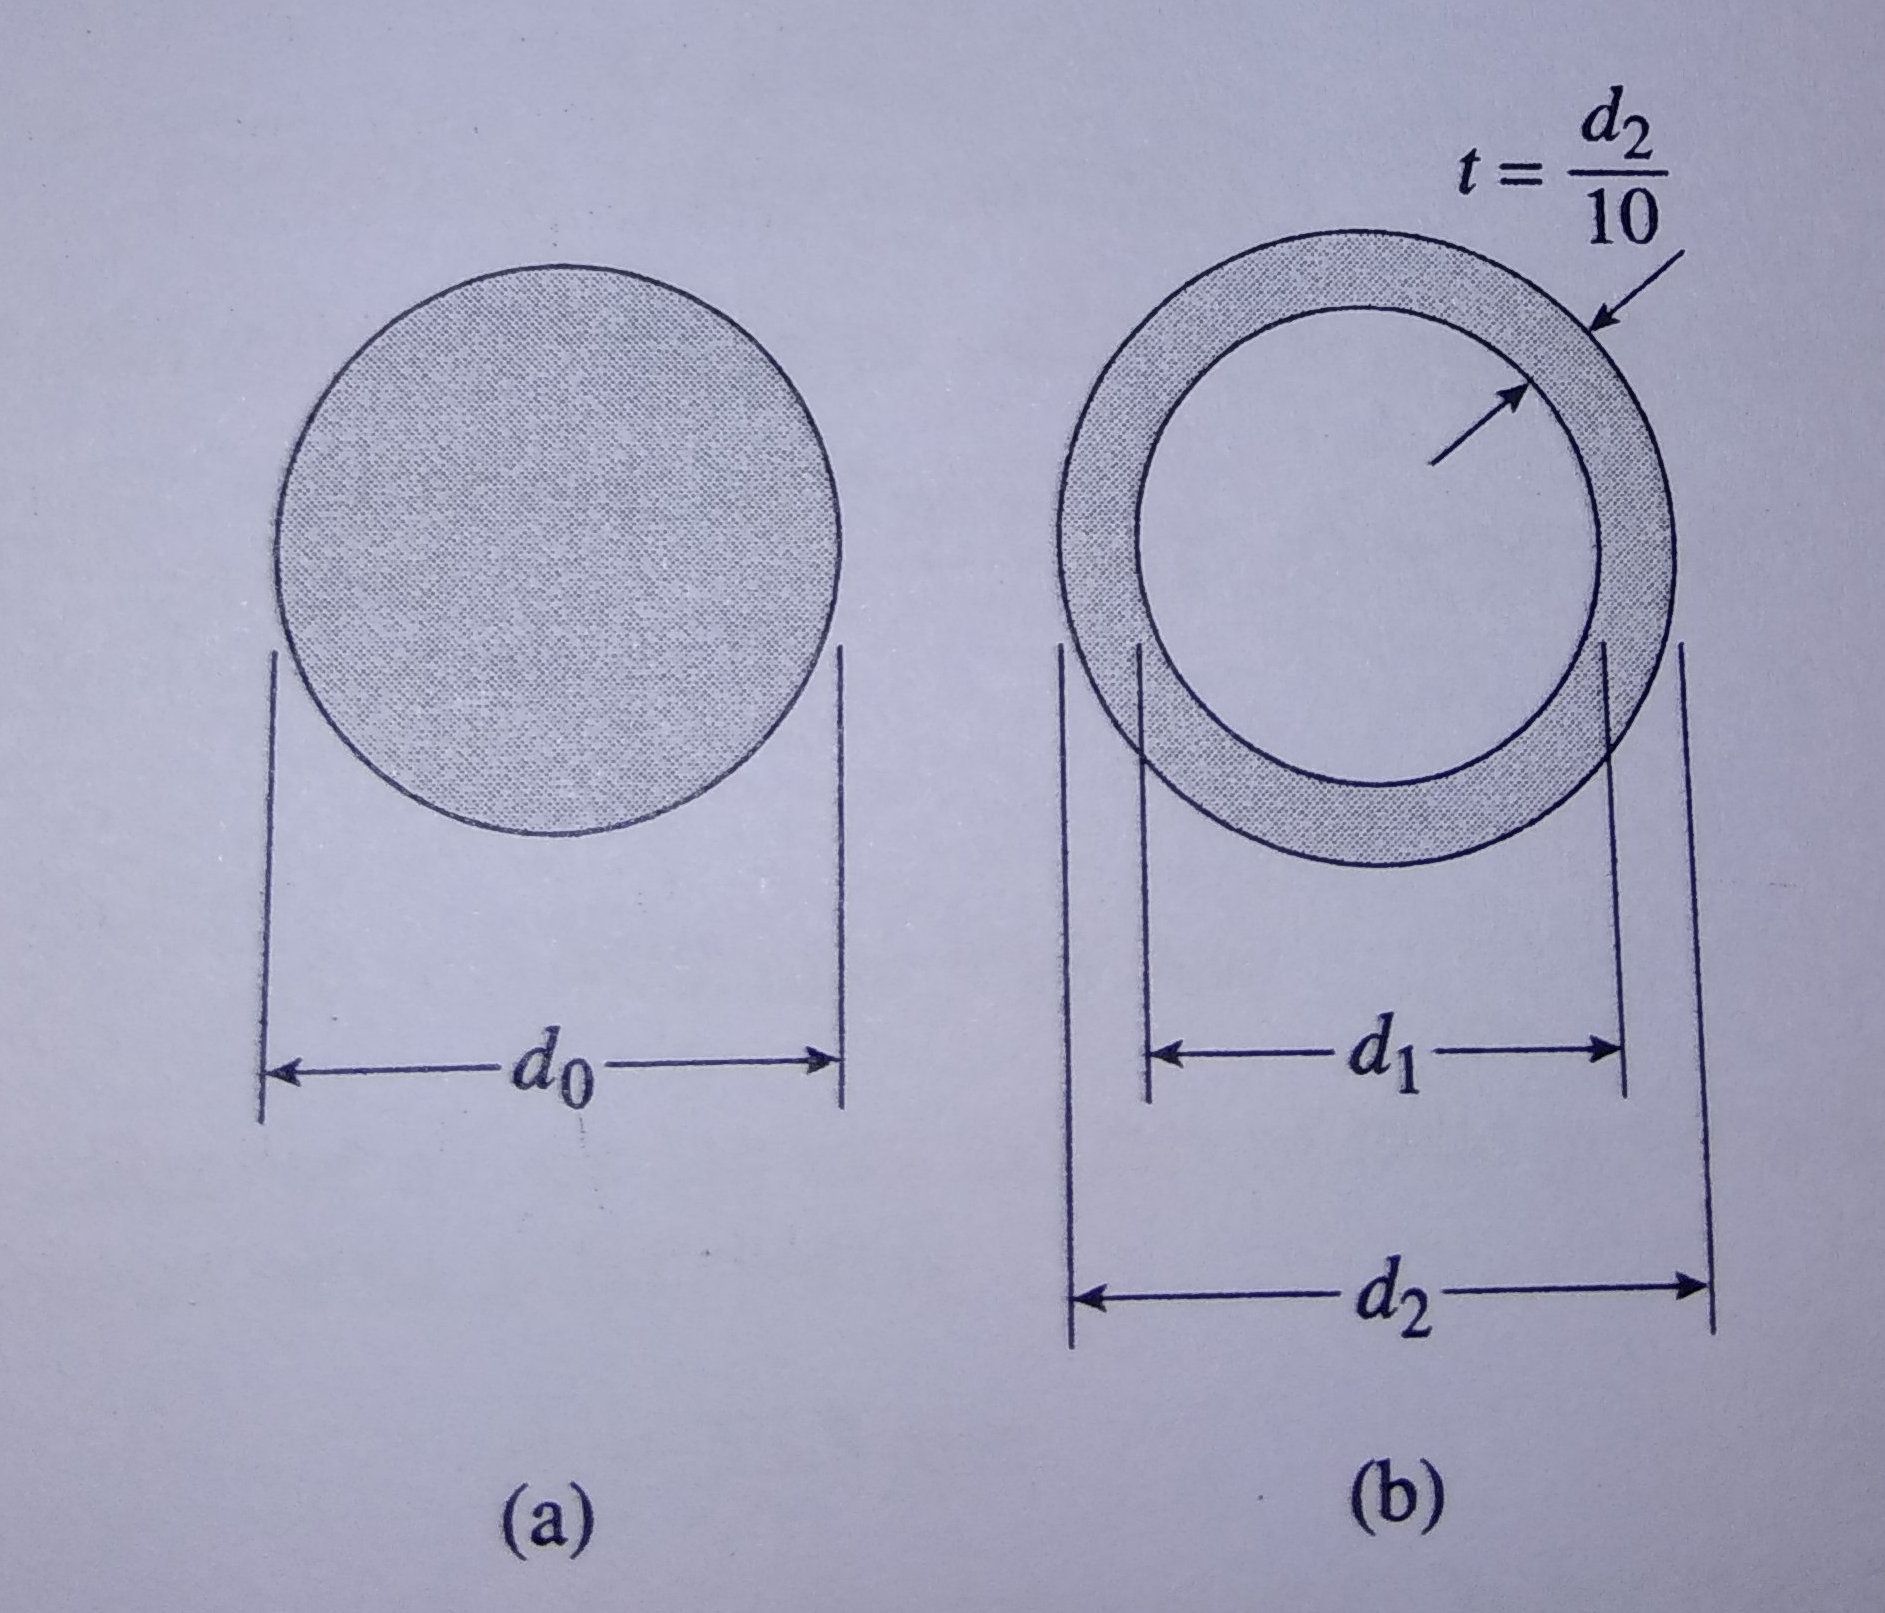 t = d₂/10
d₀
d₁
d₂
(a)
(b)